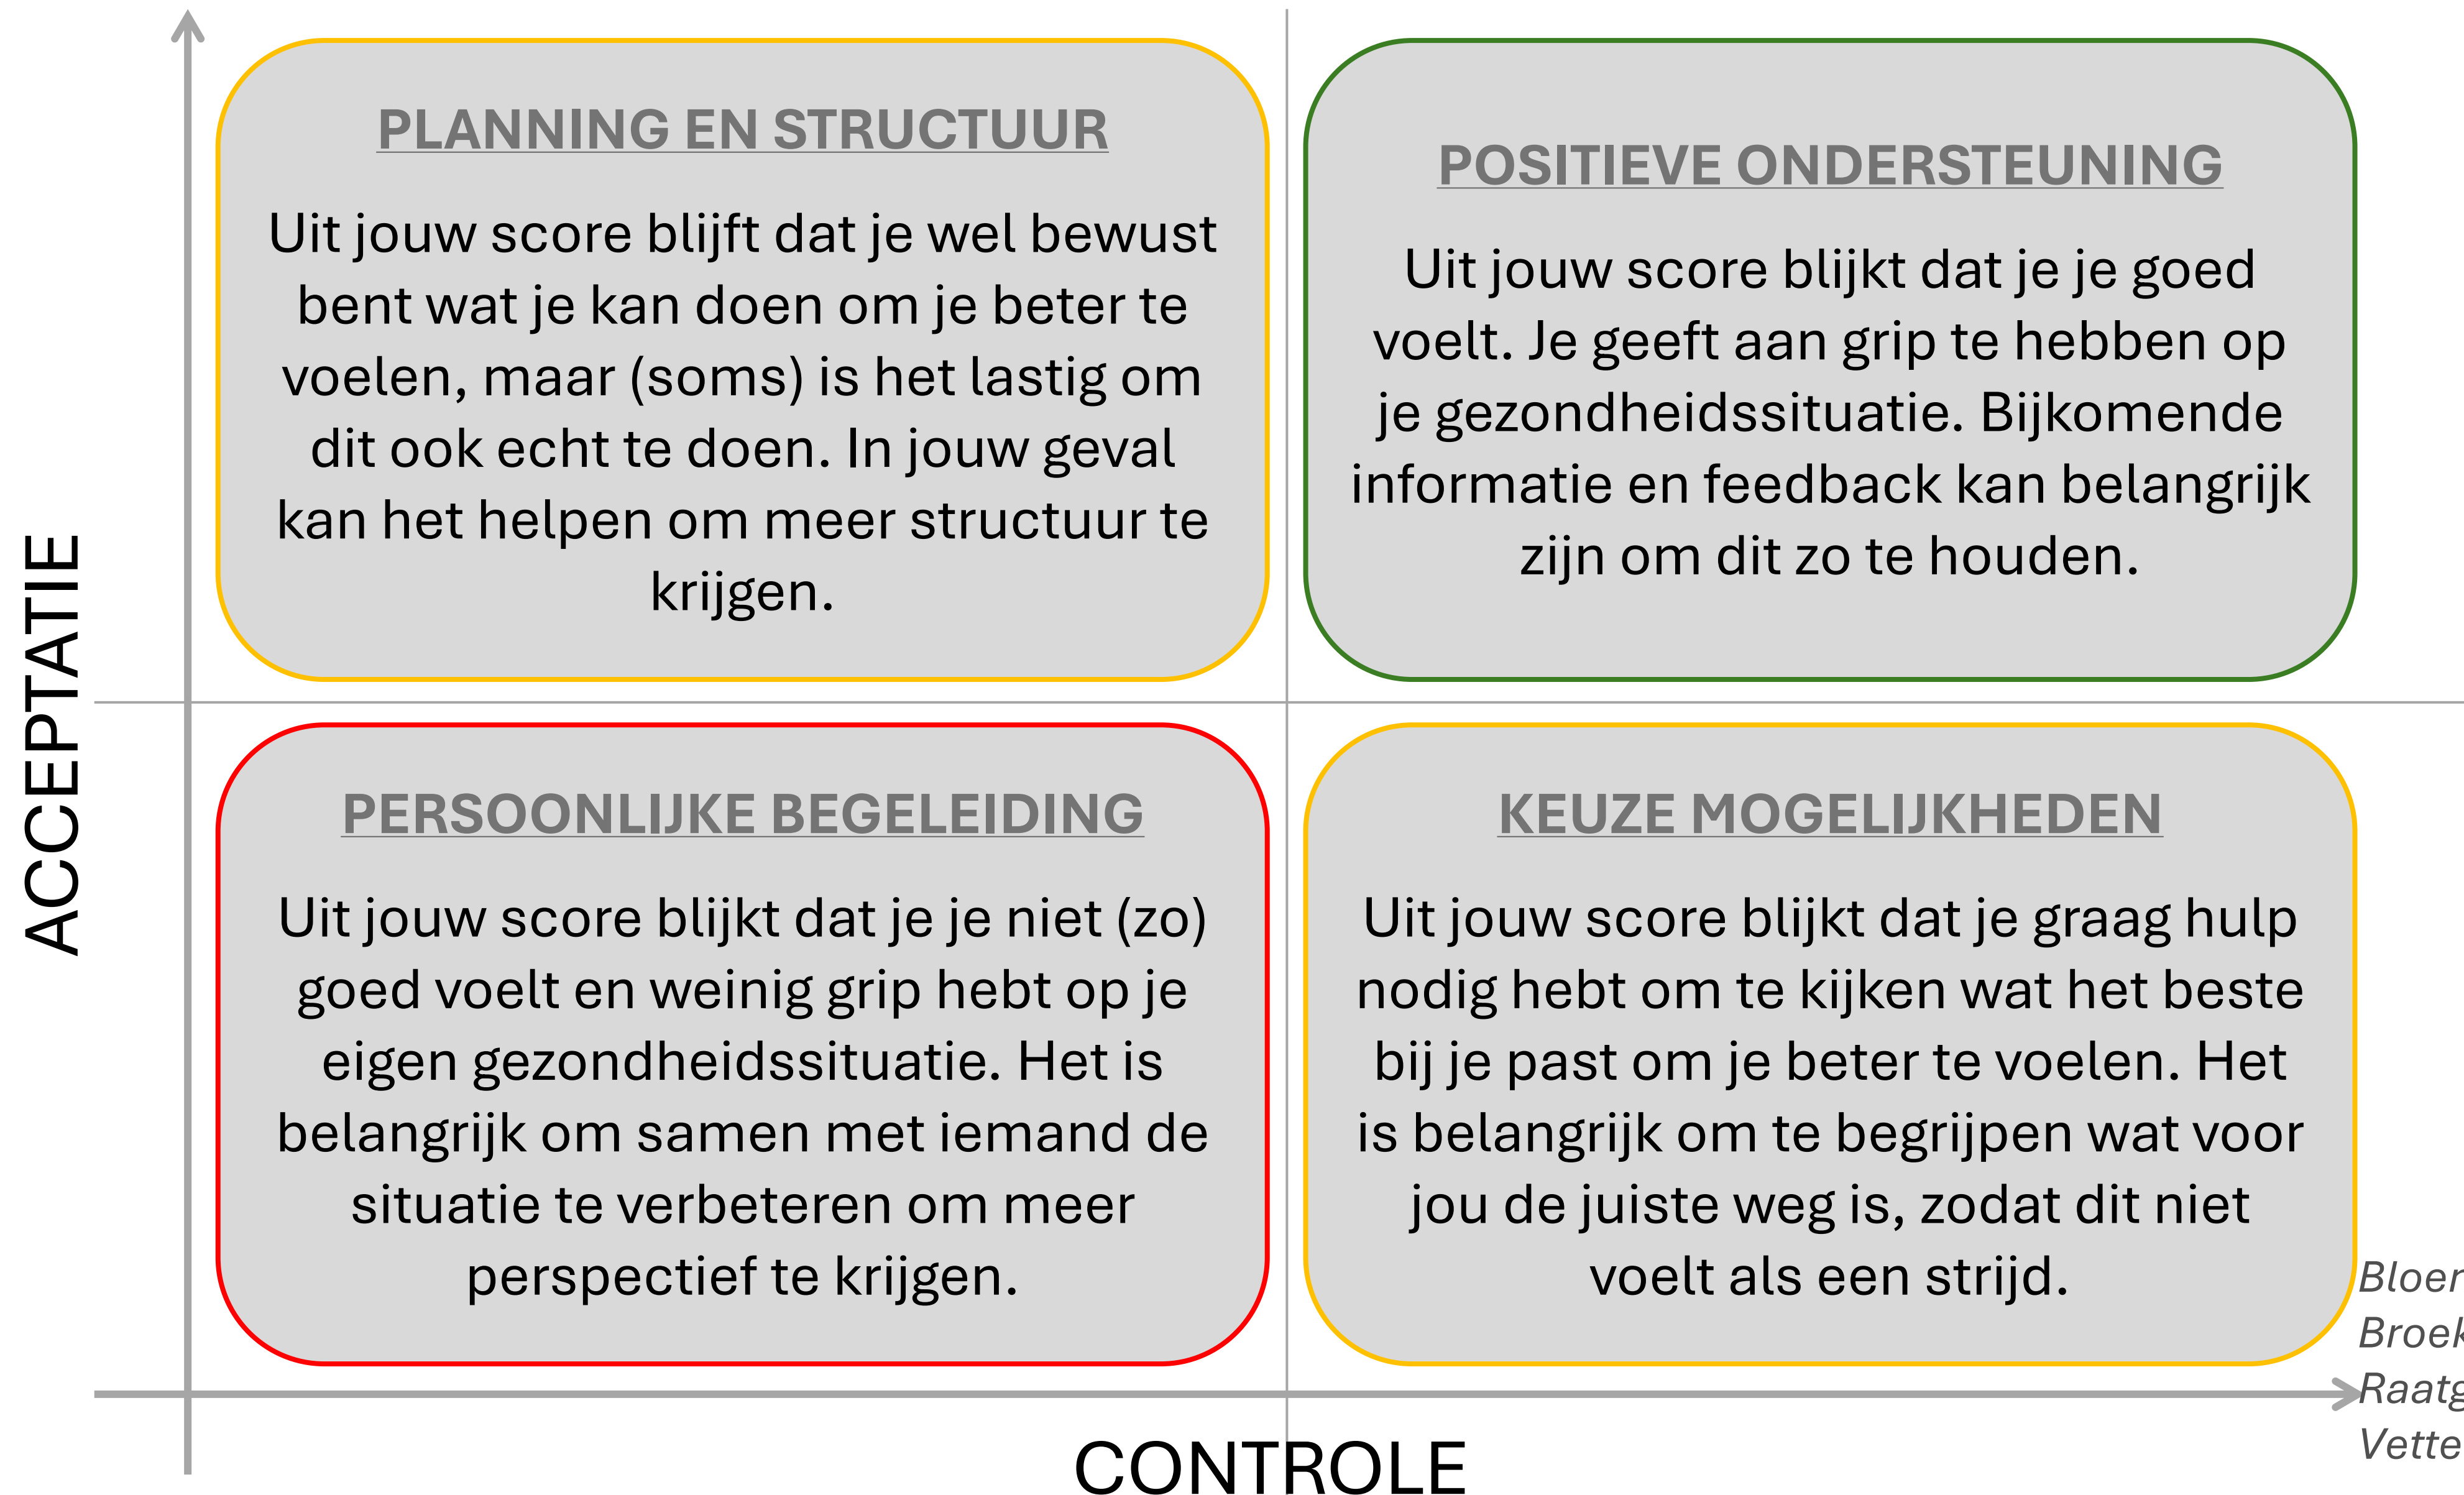 PLANNING EN STRUCTUUR
Uit jouw score blijft dat je wel bewust
bent wat je kan doen om je beter te
voelen, maar (soms) is het lastig om
dit ook echt te doen. In jouw geval
kan het helpen om meer structuur te
krijgen.
POSITIEVE ONDERSTEUNING
Uit jouw score blijkt dat je je goed
voelt. Je geeft aan grip te hebben op
je gezondheidssituatie. Bijkomende
informatie en feedback kan belangrijk
zijn om dit zo te houden.
ACCEPTATIE
PERSOONLIJKE BEGELEIDING
Uit jouw score blijkt dat je je niet (zo)
goed voelt en weinig grip hebt op je
eigen gezondheidssituatie. Het is
belangrijk om samen met iemand de
situatie te verbeteren om meer
perspectief te krijgen.
KEUZE MOGELIJKHEDEN
Uit jouw score blijkt dat je graag hulp
nodig hebt om te kijken wat het beste
bij je past om je beter te voelen. Het
is belangrijk om te begrijpen wat voor
jou de juiste weg is, zodat dit niet
voelt als een strijd.
CONTROLE